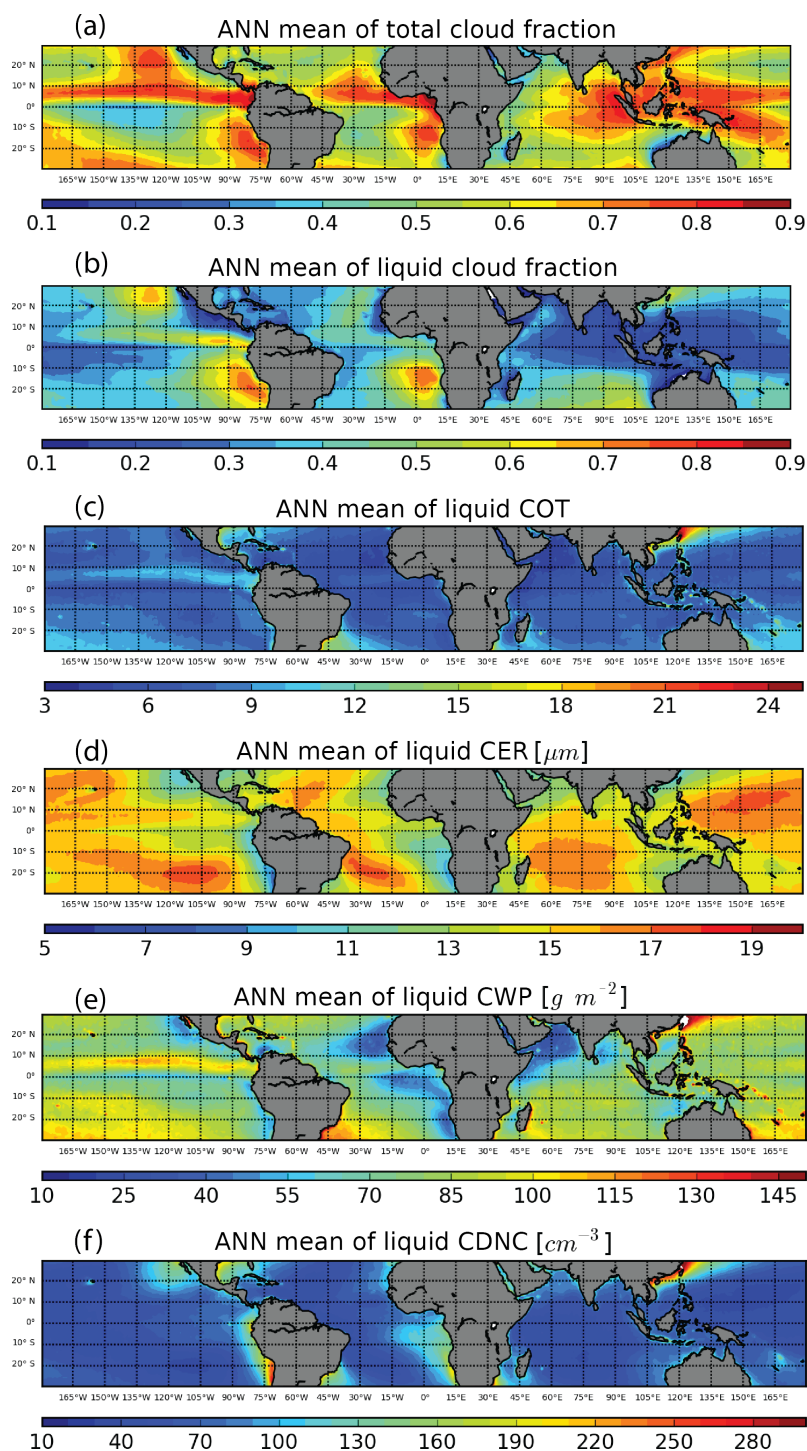 (a)
ANN mean of total cloud fraction
20° N
10° N
0°
10° S
20° S
165°W 150°W 135°W 120°W 105°W 90°W 75°W 60°W 45°W 30°W 15°W 0° 15°E 30°E 45°E 60°E 75°E 90°E 105°E 120°E 135°E 150°E 165°E
0.1 0.2 0.3 0.4 0.5 0.6 0.7 0.8 0.9
(b)
ANN mean of liquid cloud fraction
20° N
10° N
0°
10° S
20° S
165°W 150°W 135°W 120°W 105°W 90°W 75°W 60°W 45°W 30°W 15°W 0° 15°E 30°E 45°E 60°E 75°E 90°E 105°E 120°E 135°E 150°E 165°E
0.1 0.2 0.3 0.4 0.5 0.6 0.7 0.8 0.9
(c)
ANN mean of liquid COT
20° N
10° N
0°
10° S
20° S
165°W 150°W 135°W 120°W 105°W 90°W 75°W 60°W 45°W 30°W 15°W 0° 15°E 30°E 45°E 60°E 75°E 90°E 105°E 120°E 135°E 150°E 165°E
3 6 9 12 15 18 21 24
(d)
ANN mean of liquid CER [μm]
20° N
10° N
0°
10° S
20° S
165°W 150°W 135°W 120°W 105°W 90°W 75°W 60°W 45°W 30°W 15°W 0° 15°E 30°E 45°E 60°E 75°E 90°E 105°E 120°E 135°E 150°E 165°E
5 7 9 11 13 15 17 19
(e)
ANN mean of liquid CWP [g m⁻²]
20° N
10° N
0°
10° S
20° S
165°W 150°W 135°W 120°W 105°W 90°W 75°W 60°W 45°W 30°W 15°W 0° 15°E 30°E 45°E 60°E 75°E 90°E 105°E 120°E 135°E 150°E 165°E
10 25 40 55 70 85 100 115 130 145
(f)
ANN mean of liquid CDNC [cm⁻³]
20° N
10° N
0°
10° S
20° S
165°W 150°W 135°W 120°W 105°W 90°W 75°W 60°W 45°W 30°W 15°W 0° 15°E 30°E 45°E 60°E 75°E 90°E 105°E 120°E 135°E 150°E 165°E
10 40 70 100 130 160 190 220 250 280